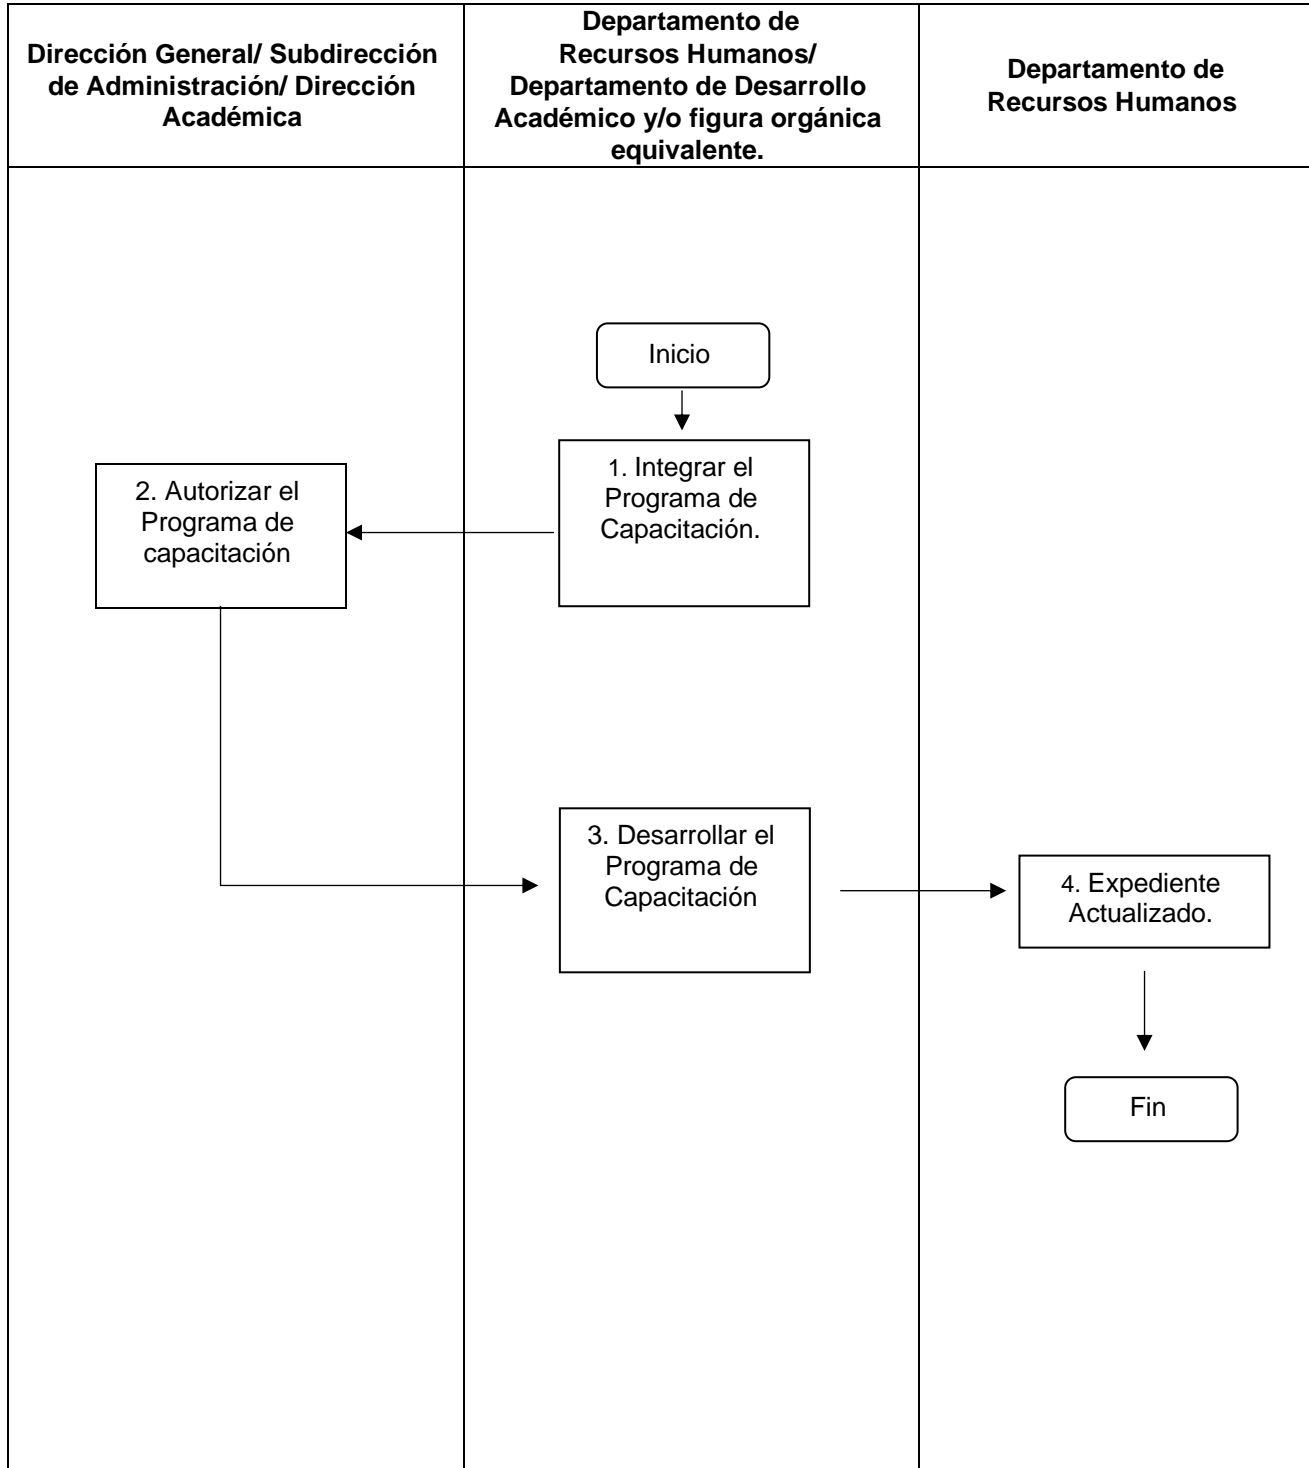 Dirección General/ Subdirección
de Administración/ Dirección
Académica
Departamento de
Recursos Humanos/
Departamento de Desarrollo
Académico y/o figura orgánica
equivalente.
Departamento de
Recursos Humanos
Inicio
1. Integrar el
Programa de
Capacitación.
2. Autorizar el
Programa de
capacitación
3. Desarrollar el
Programa de
Capacitación
4. Expediente
Actualizado.
Fin